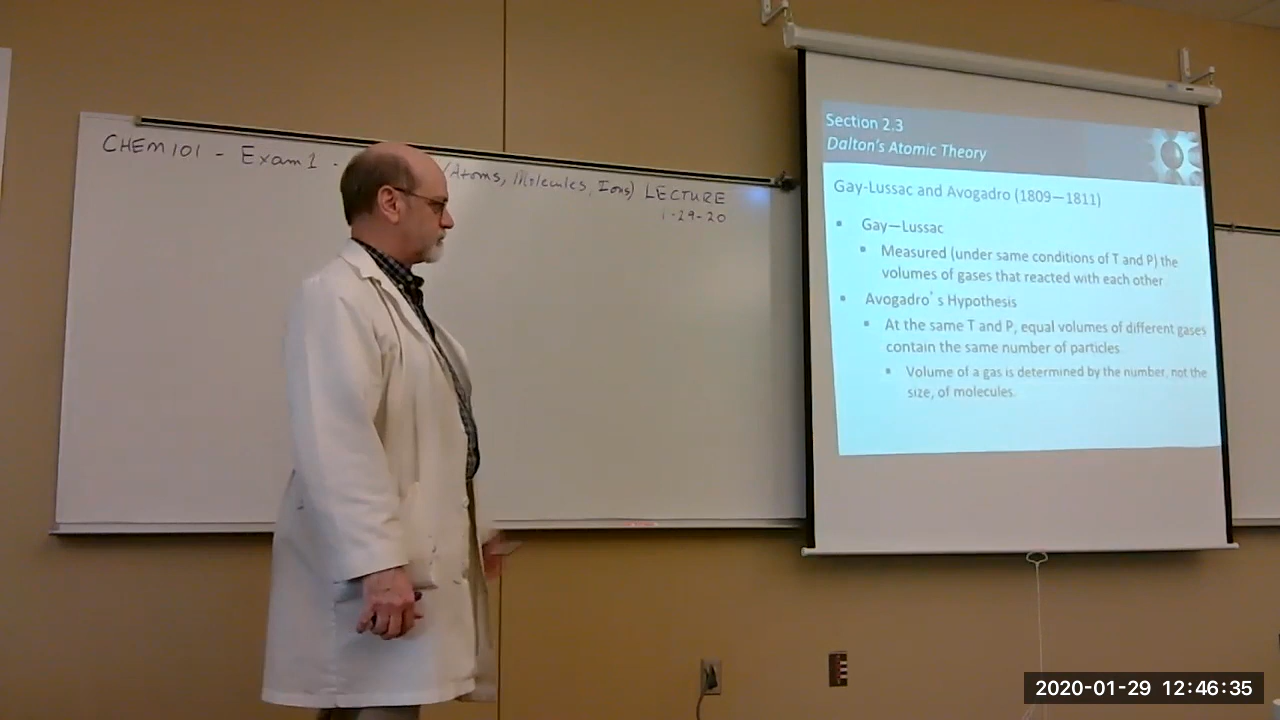 CHEM 101 - Exam 1 - (Atoms, Molecules, Ions) LECTURE
1-29-20
Section 2.3
Dalton's Atomic Theory
Gay-Lussac and Avogadro (1809—1811)
• Gay—Lussac
▪ Measured (under same conditions of T and P) the
volumes of gases that reacted with each other
• Avogadro's Hypothesis
▪ At the same T and P, equal volumes of different gases
contain the same number of particles.
▪ Volume of a gas is determined by the number, not the
size, of molecules.
2020-01-29 12:46:35